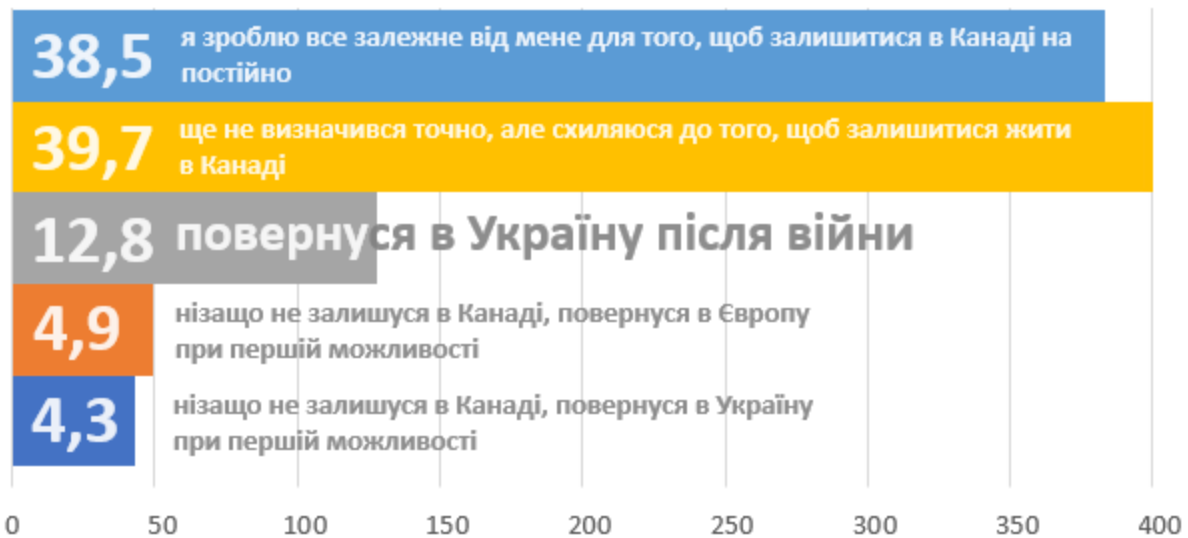 38,5
я зроблю все залежне від мене для того, щоб залишитися в Канаді на
постійно
39,7
ще не визначився точно, але схиляюся до того, щоб залишитися жити
в Канаді
12,8 повернуся в Україну після війни
4,9
нізащо не залишуся в Канаді, повернуся в Європу
при першій можливості
4,3
нізащо не залишуся в Канаді, повернуся в Україну
при першій можливості
0 50 100 150 200 250 300 350 400